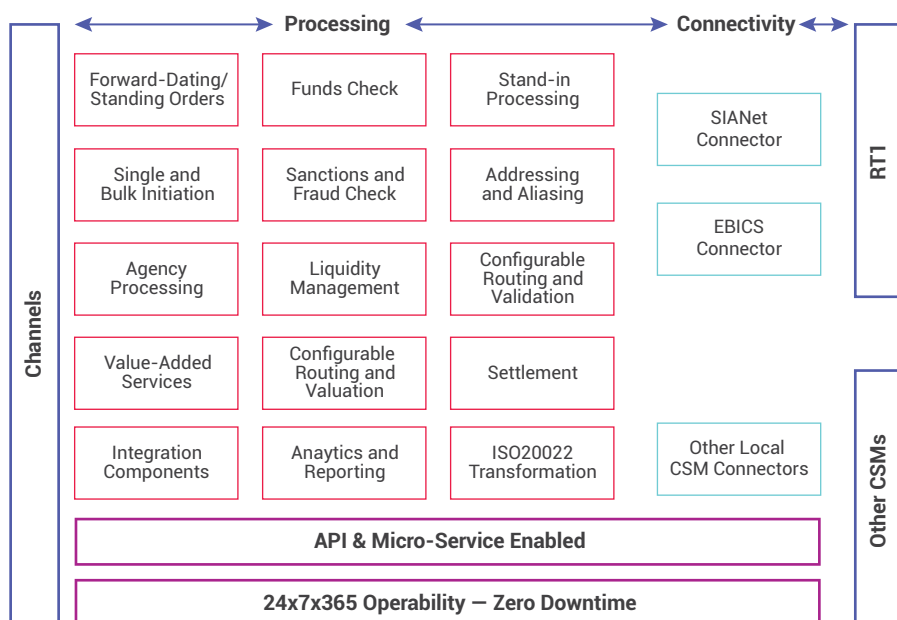 Processing
Connectivity
Channels
Forward-Dating/
Standing Orders
Funds Check
Stand-in
Processing
SIANet
Connector
RT1
Single and
Bulk Initiation
Sanctions and
Fraud Check
Addressing
and Aliasing
EBICS
Connector
Agency
Processing
Liquidity
Management
Configurable
Routing and
Validation
Value-Added
Services
Configurable
Routing and
Valuation
Settlement
Integration
Components
Anaytics and
Reporting
ISO20022
Transformation
Other Local
CSM Connectors
Other CSMs
API & Micro-Service Enabled
24x7x365 Operability — Zero Downtime